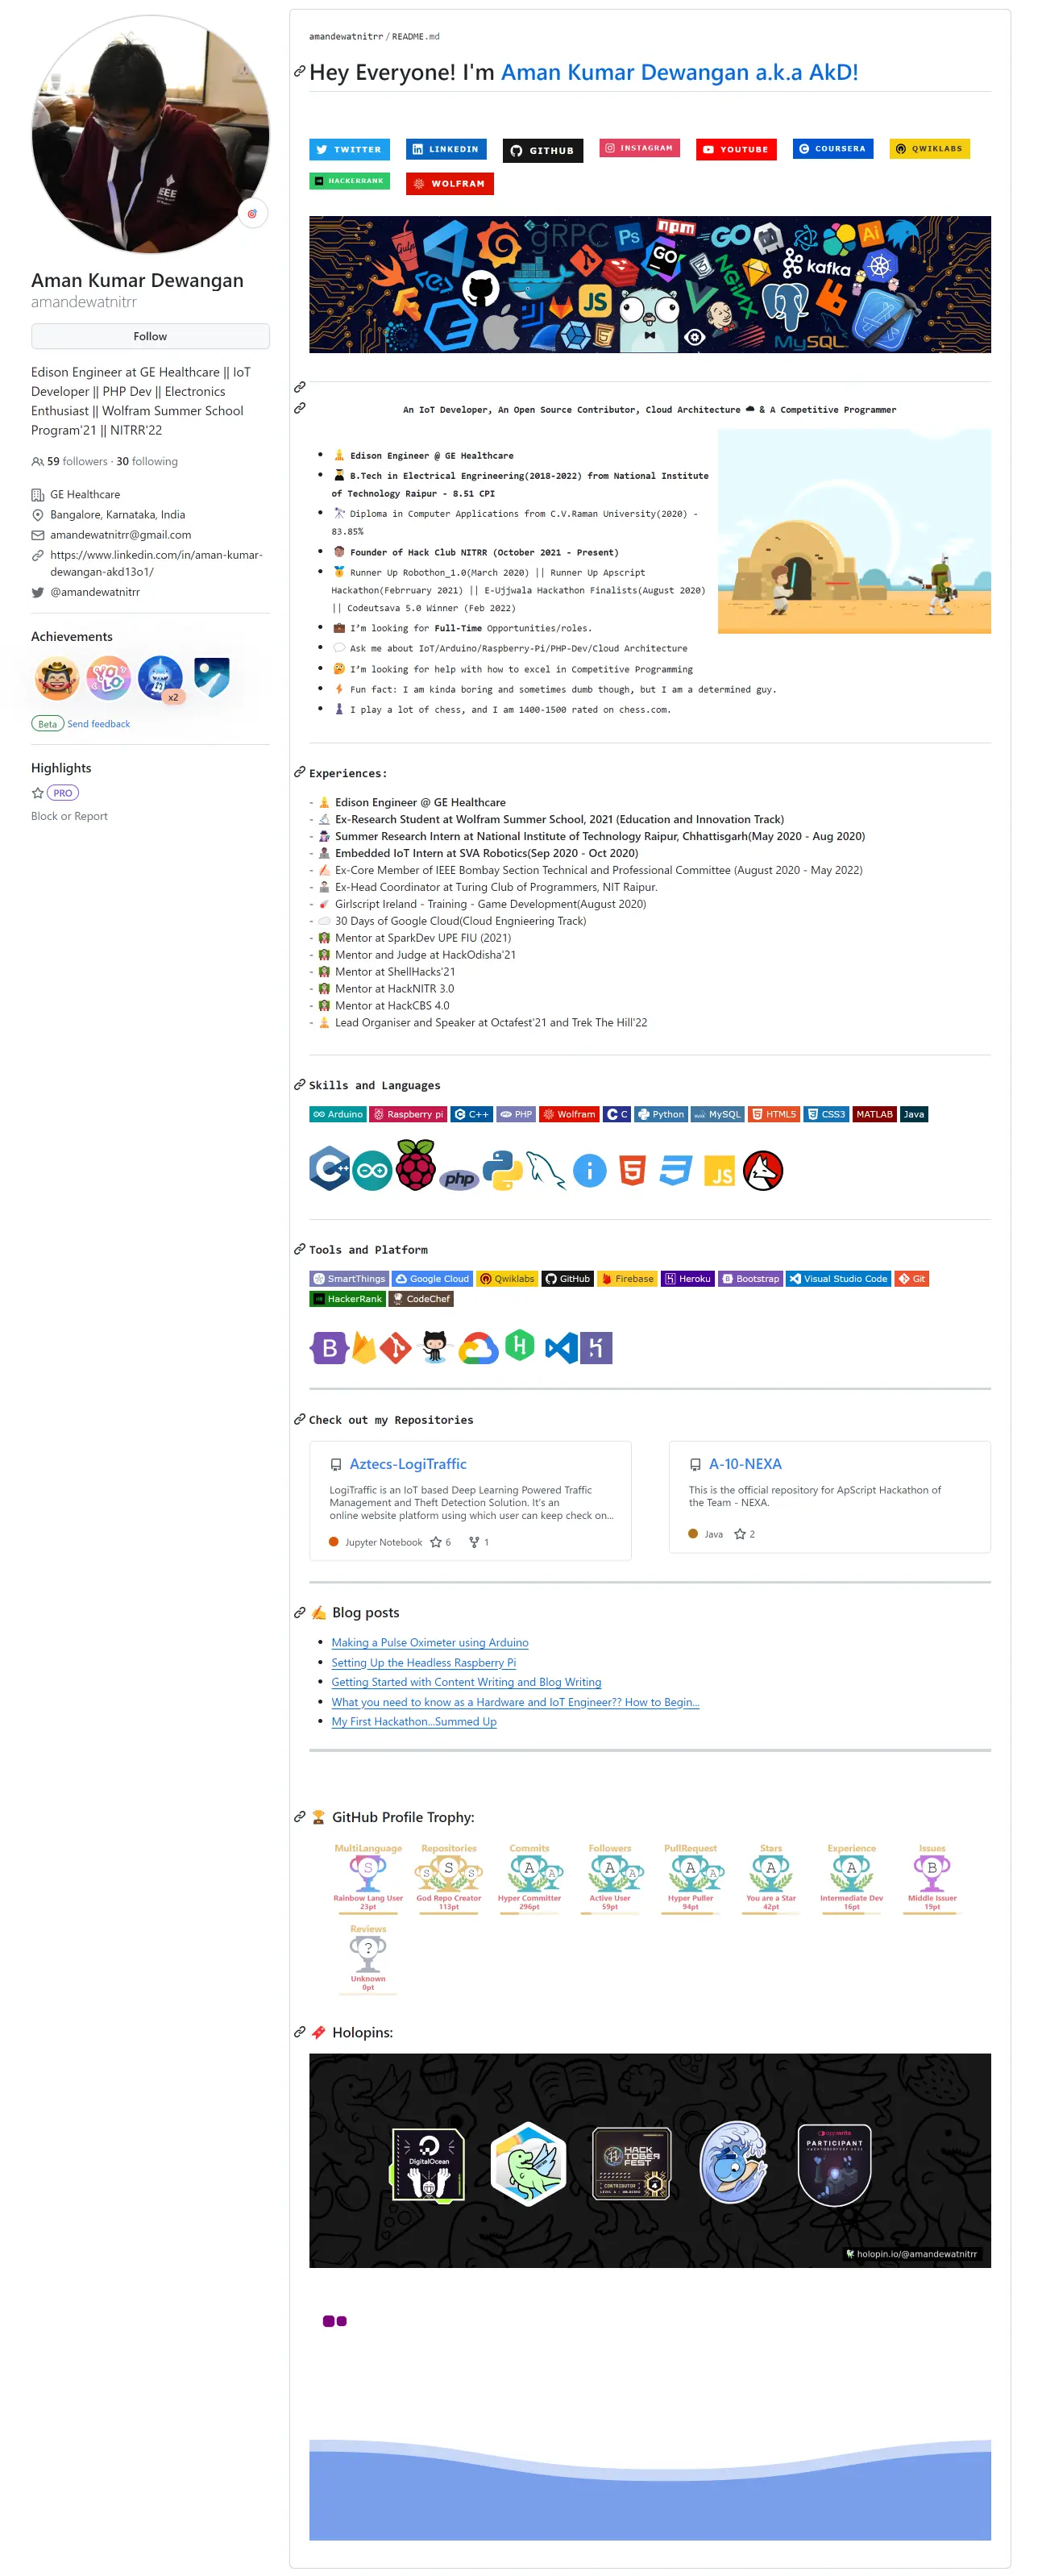 Aman Kumar Dewangan
amandewatnitrr
Follow
Edison Engineer at GE Healthcare || IoT
Developer || PHP Dev || Electronics
Enthusiast || Wolfram Summer School
Program'21 || NITRR'22
59 followers · 30 following
GE Healthcare
Bangalore, Karnataka, India
amandewatnitrr@gmail.com
https://www.linkedin.com/in/aman-kumar-
dewangan-akd13o1/
@amandewatnitrr
Achievements
YOLO
x2
Beta Send feedback
Highlights
PRO
Block or Report
amandewatnitrr / README.md
Hey Everyone! I'm Aman Kumar Dewangan a.k.a AkD!
TWITTER LINKEDIN GITHUB INSTAGRAM YOUTUBE COURSERA QWIKLABS
HACKERRANK WOLFRAM
Gulp gRPC Ps npm GO Ai
GO kafka
JS NGINX
MySQL
An IoT Developer, An Open Source Contributor, Cloud Architecture ☁ & A Competitive Programmer
Edison Engineer @ GE Healthcare
B.Tech in Electrical Engrineering(2018-2022) from National Institute
of Technology Raipur - 8.51 CPI
Diploma in Computer Applications from C.V.Raman University(2020) -
83.85%
Founder of Hack Club NITRR (October 2021 - Present)
Runner Up Robothon_1.0(March 2020) || Runner Up Apscript
Hackathon(Febrruary 2021) || E-Ujjwala Hackathon Finalists(August 2020)
|| Codeutsava 5.0 Winner (Feb 2022)
I'm looking for Full-Time Opportunities/roles.
Ask me about IoT/Arduino/Raspberry-Pi/PHP-Dev/Cloud Architecture
I'm looking for help with how to excel in Competitive Programming
Fun fact: I am kinda boring and sometimes dumb though, but I am a determined guy.
I play a lot of chess, and I am 1400-1500 rated on chess.com.
Experiences:
- Edison Engineer @ GE Healthcare
- Ex-Research Student at Wolfram Summer School, 2021 (Education and Innovation Track)
- Summer Research Intern at National Institute of Technology Raipur, Chhattisgarh(May 2020 - Aug 2020)
- Embedded IoT Intern at SVA Robotics(Sep 2020 - Oct 2020)
- Ex-Core Member of IEEE Bombay Section Technical and Professional Committee (August 2020 - May 2022)
- Ex-Head Coordinator at Turing Club of Programmers, NIT Raipur.
- Girlscript Ireland - Training - Game Development(August 2020)
- 30 Days of Google Cloud(Cloud Engnieering Track)
- Mentor at SparkDev UPE FIU (2021)
- Mentor and Judge at HackOdisha'21
- Mentor at ShellHacks'21
- Mentor at HackNITR 3.0
- Mentor at HackCBS 4.0
- Lead Organiser and Speaker at Octafest'21 and Trek The Hill'22
Skills and Languages
Arduino Raspberry pi C++ PHP Wolfram C Python MySQL HTML5 CSS3 MATLAB Java
C++ php i 5 JS
Tools and Platform
SmartThings Google Cloud Qwiklabs GitHub Firebase Heroku Bootstrap Visual Studio Code Git
HackerRank CodeChef
B H
Check out my Repositories
Aztecs-LogiTraffic
LogiTraffic is an IoT based Deep Learning Powered Traffic
Management and Theft Detection Solution. It's an
online website platform using which user can keep check on...
Jupyter Notebook 6 1
A-10-NEXA
This is the official repository for ApScript Hackathon of
the Team - NEXA.
Java 2
Blog posts
Making a Pulse Oximeter using Arduino
Setting Up the Headless Raspberry Pi
Getting Started with Content Writing and Blog Writing
What you need to know as a Hardware and IoT Engineer?? How to Begin...
My First Hackathon...Summed Up
GitHub Profile Trophy:
MultiLanguage Repositories Commits Followers PullRequest Stars Experience Issues
S S S S A A A A A A A A B
Rainbow Lang User God Repo Creator Hyper Committer Active User Hyper Puller You are a Star Intermediate Dev Middle Issuer
23pt 113pt 296pt 59pt 94pt 42pt 16pt 19pt
Reviews
?
Unknown
0pt
Holopins:
DigitalOcean
HACK
TOBER
FEST
CONTRIBUTOR
4
appwrite
PARTICIPANT
holopin.io/@amandewatnitrr